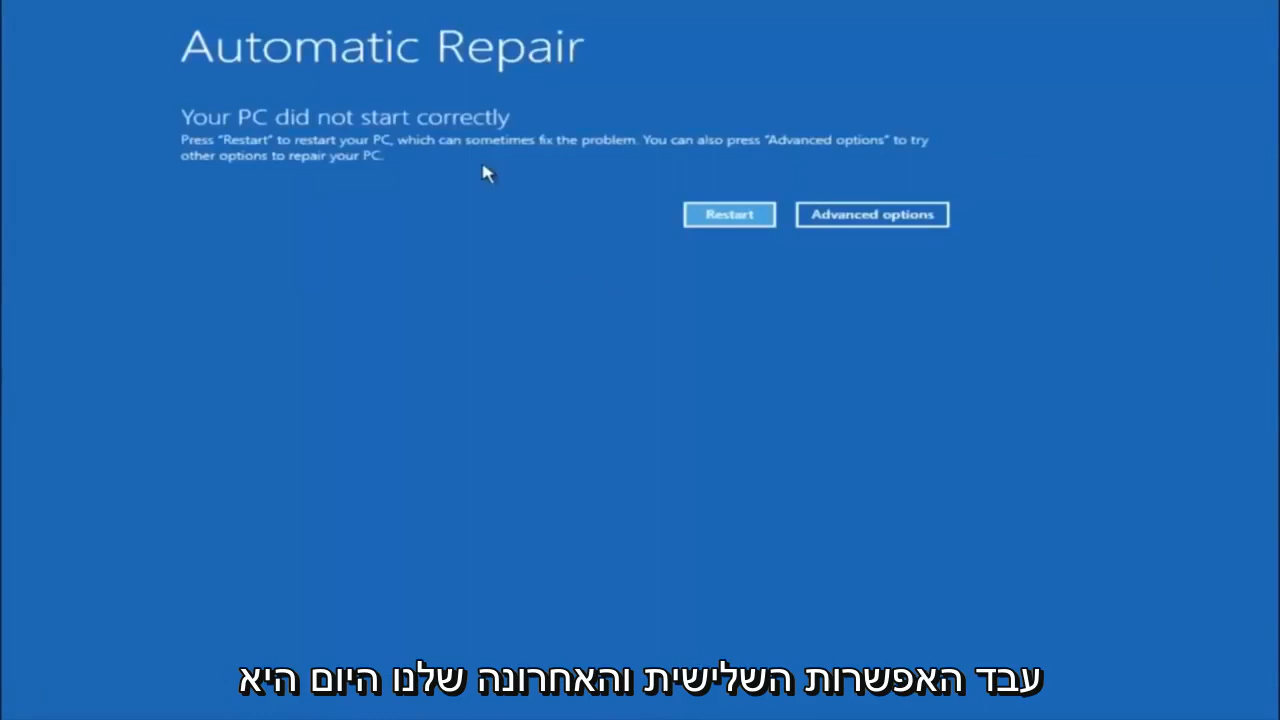 Automatic Repair
Your PC did not start correctly
Press "Restart" to restart your PC, which can sometimes fix the problem. You can also press "Advanced options" to try
other options to repair your PC.
Restart
Advanced options
עבד האפשרות השלישית והאחרונה שלנו היום היא